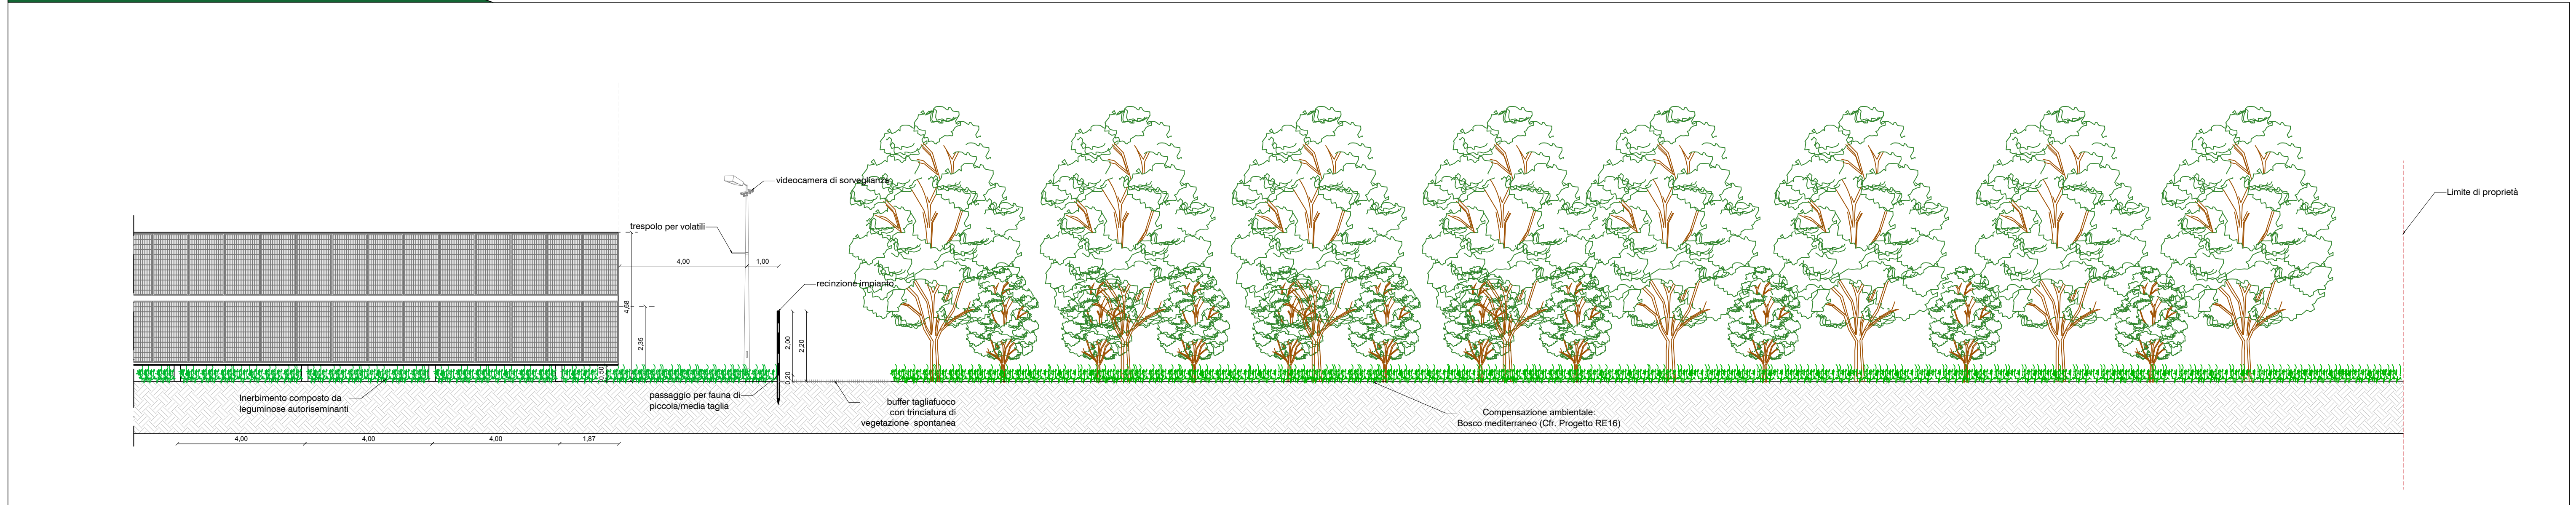 videocamera di sorveglianza
Limite di proprietà
trespolo per volatili
4,00
1,00
recinzione impianto
4,68
2,35
2,00
2,20
0,20
0,50
Inerbimento composto da
leguminose autoriseminanti
passaggio per fauna di
piccola/media taglia
buffer tagliafuoco
con trinciatura di
vegetazione spontanea
Compensazione ambientale:
Bosco mediterraneo (Cfr. Progetto RE16)
4,00
4,00
4,00
1,87